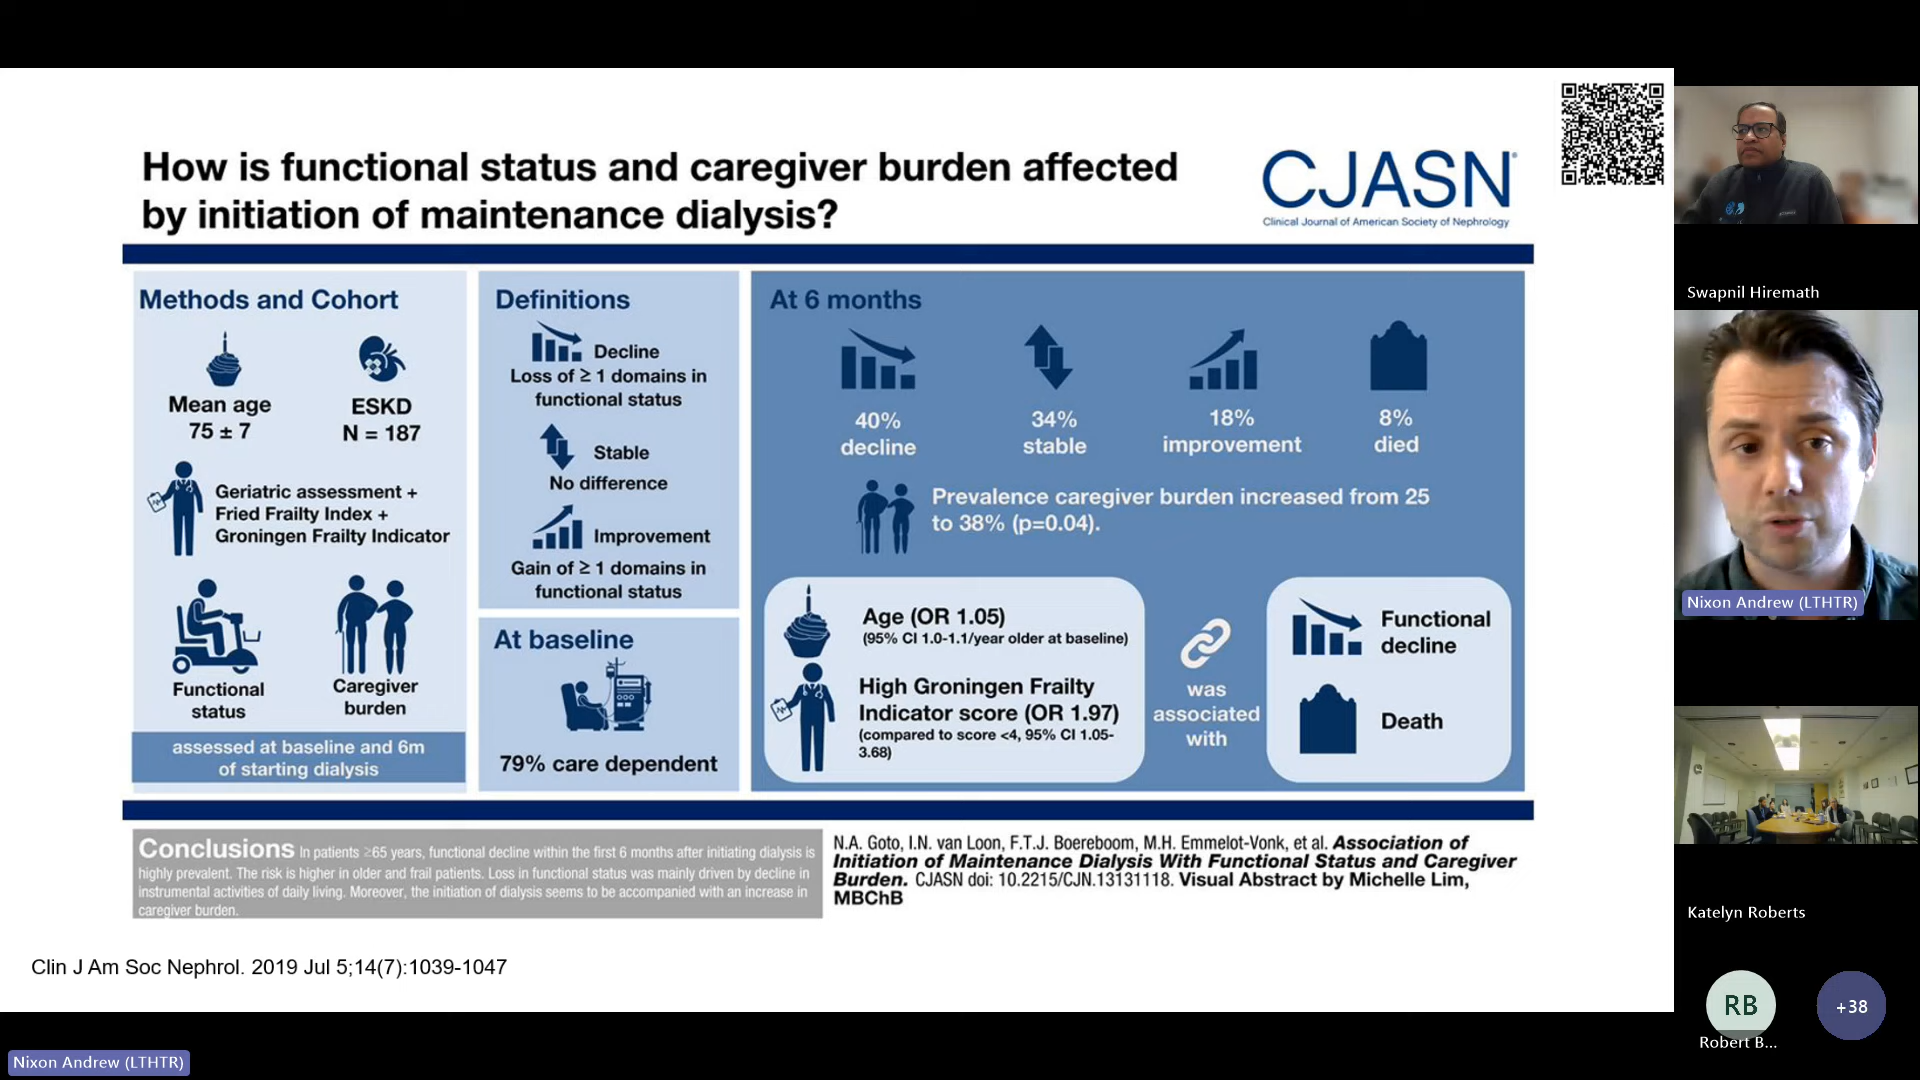 How is functional status and caregiver burden affected
by initiation of maintenance dialysis?
CJASN
Clinical Journal of American Society of Nephrology
Methods and Cohort
Mean age
75 ± 7
ESKD
N = 187
Geriatric assessment +
Fried Frailty Index +
Groningen Frailty Indicator
Functional
status
Caregiver
burden
assessed at baseline and 6m
of starting dialysis
Definitions
Decline
Loss of ≥ 1 domains in
functional status
Stable
No difference
Improvement
Gain of ≥ 1 domains in
functional status
At baseline
79% care dependent
At 6 months
40%
decline
34%
stable
18%
improvement
8%
died
Prevalence caregiver burden increased from 25
to 38% (p=0.04).
Age (OR 1.05)
(95% CI 1.0-1.1/year older at baseline)
High Groningen Frailty
Indicator score (OR 1.97)
(compared to score <4, 95% CI 1.05-
3.68)
was
associated
with
Functional
decline
Death
Conclusions In patients ≥65 years, functional decline within the first 6 months after initiating dialysis is
highly prevalent. The risk is higher in older and frail patients. Loss in functional status was mainly driven by decline in
instrumental activities of daily living. Moreover, the initiation of dialysis seems to be accompanied with an increase in
caregiver burden.
N.A. Goto, I.N. van Loon, F.T.J. Boereboom, M.H. Emmelot-Vonk, et al. Association of
Initiation of Maintenance Dialysis With Functional Status and Caregiver
Burden. CJASN doi: 10.2215/CJN.13131118. Visual Abstract by Michelle Lim,
MBChB
Clin J Am Soc Nephrol. 2019 Jul 5;14(7):1039-1047
Swapnil Hiremath
Nixon Andrew (LTHTR)
Katelyn Roberts
RB
+38
Robert B...
Nixon Andrew (LTHTR)